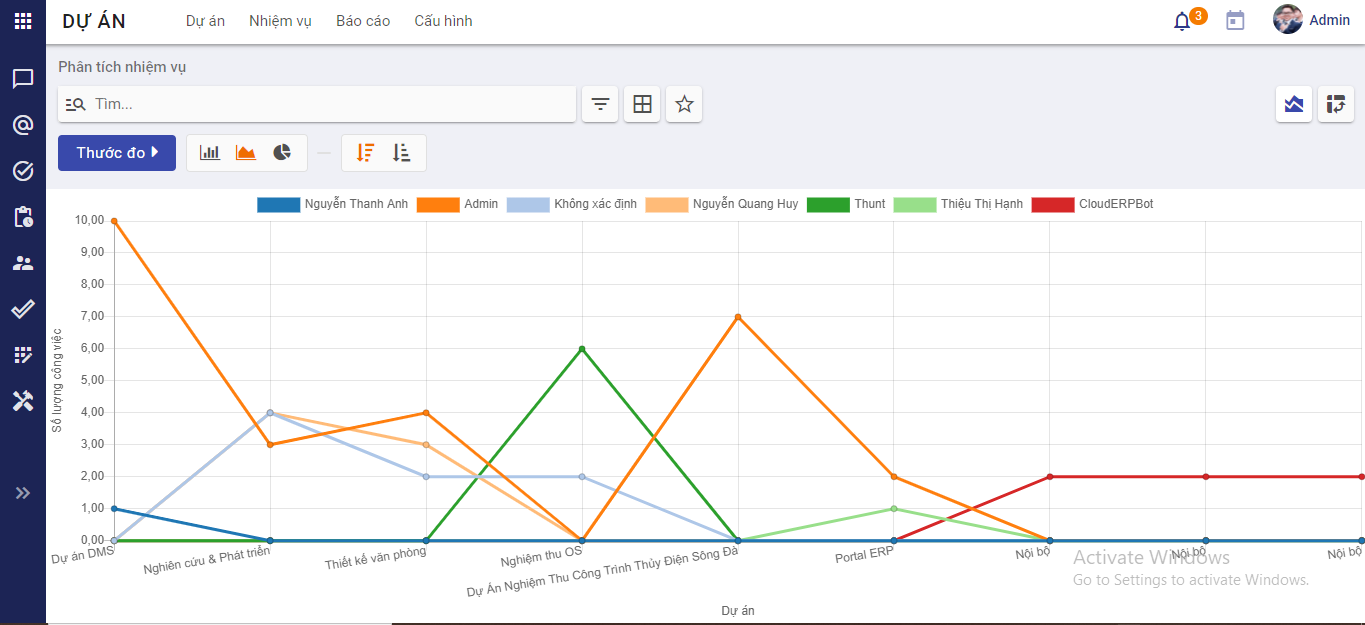 DỰ ÁN Dự án Nhiệm vụ Báo cáo Cấu hình 3 Admin
Phân tích nhiệm vụ
Tìm...
Thước đo
Nguyễn Thanh Anh Admin Không xác định Nguyễn Quang Huy Thunt Thiệu Thị Hạnh CloudERPBot
10,00
9,00
8,00
7,00
6,00
5,00
4,00
3,00
2,00
1,00
0,00
Số lượng công việc
Dự án DMS
Nghiên cứu & Phát triển
Thiết kế văn phòng
Nghiệm thu OS
Dự Án Nghiệm Thu Công Trình Thủy Điện Sông Đà
Portal ERP
Nội bộ
Nội bộ
Nội bộ
Dự án
Activate Windows
Go to Settings to activate Windows.